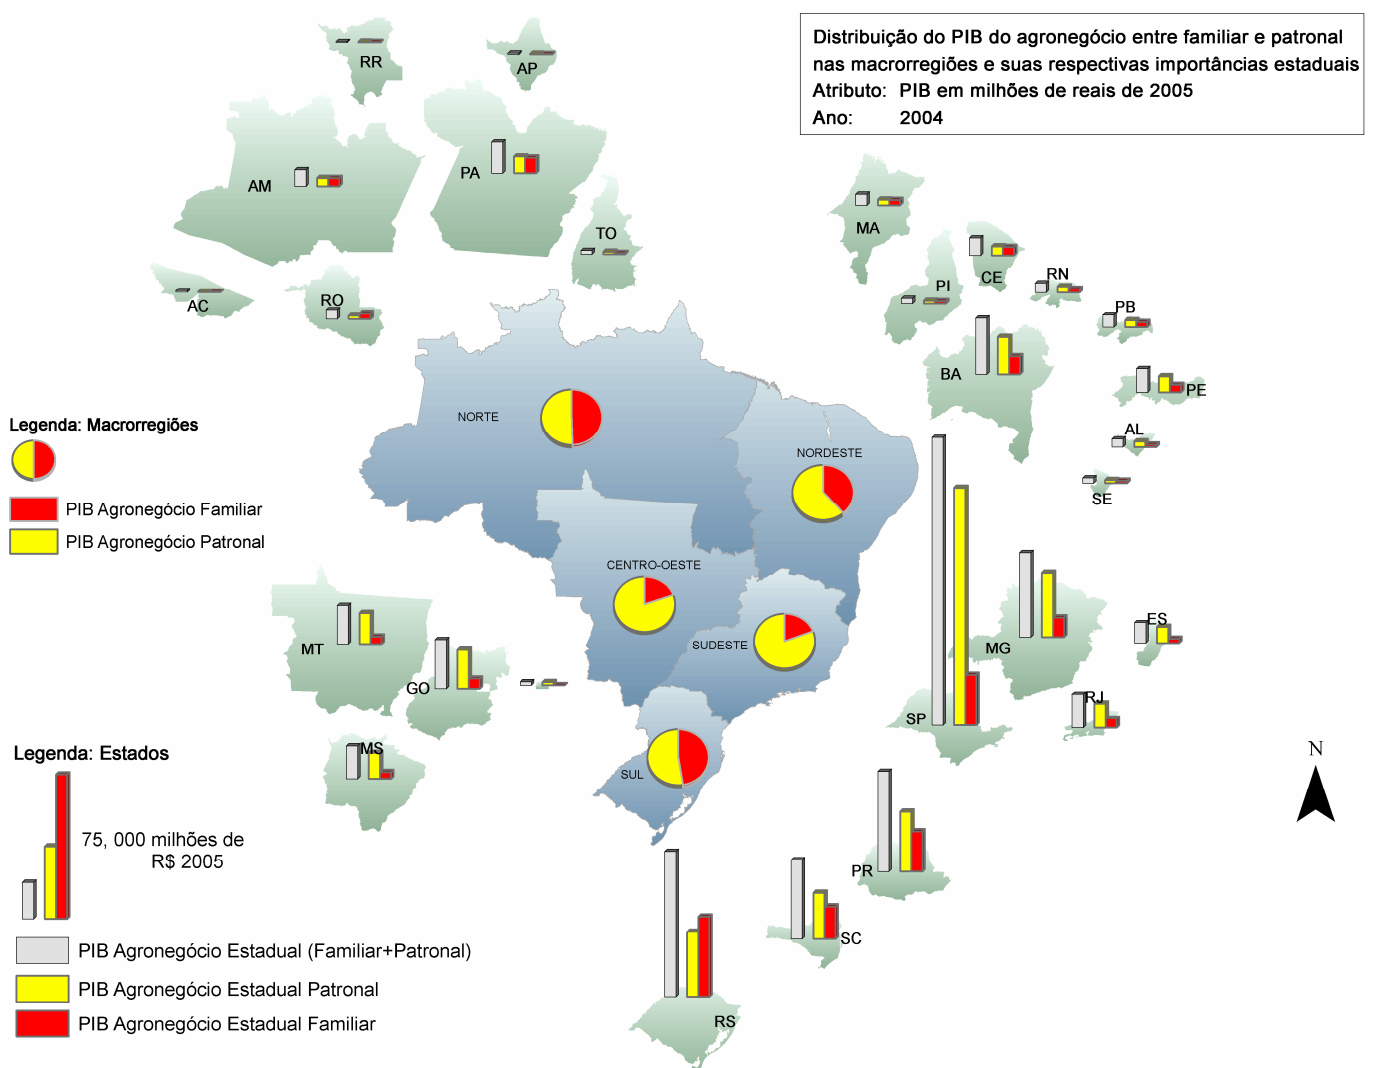 Distribuição do PIB do agronegócio entre familiar e patronal
nas macrorregiões e suas respectivas importâncias estaduais
Atributo: PIB em milhões de reais de 2005
Ano: 2004
RR
AP
AM
PA
TO
AC
RO
MA
PI
CE
RN
PB
BA
PE
AL
SE
NORTE
NORDESTE
CENTRO-OESTE
SUDESTE
SUL
Legenda: Macrorregiões
PIB Agronegócio Familiar
PIB Agronegócio Patronal
MT
GO
MS
MG
ES
SP
RJ
PR
SC
RS
N
Legenda: Estados
75, 000 milhões de
R$ 2005
PIB Agronegócio Estadual (Familiar+Patronal)
PIB Agronegócio Estadual Patronal
PIB Agronegócio Estadual Familiar